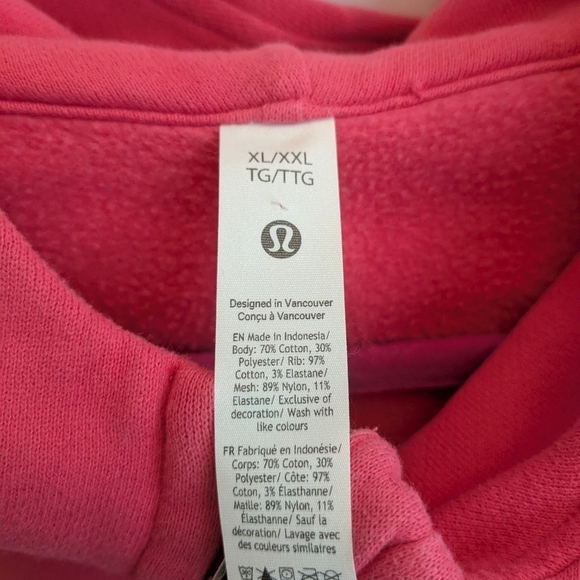 XL/XXL
TG/TTG
Designed in Vancouver
Conçu à Vancouver
EN Made in Indonesia/
Body: 70% Cotton, 30%
Polyester/ Rib: 97%
Cotton, 3% Elastane/
Mesh: 89% Nylon, 11%
Elastane/ Exclusive of
decoration/ Wash with
like colours
FR Fabriqué en Indonésie/
Corps: 70% Coton, 30%
Polyester/ Côte: 97%
Coton, 3% Élasthanne/
Maille: 89% Nylon, 11%
Élasthanne/ Sauf la
décoration/ Lavage avec
des couleurs similaires